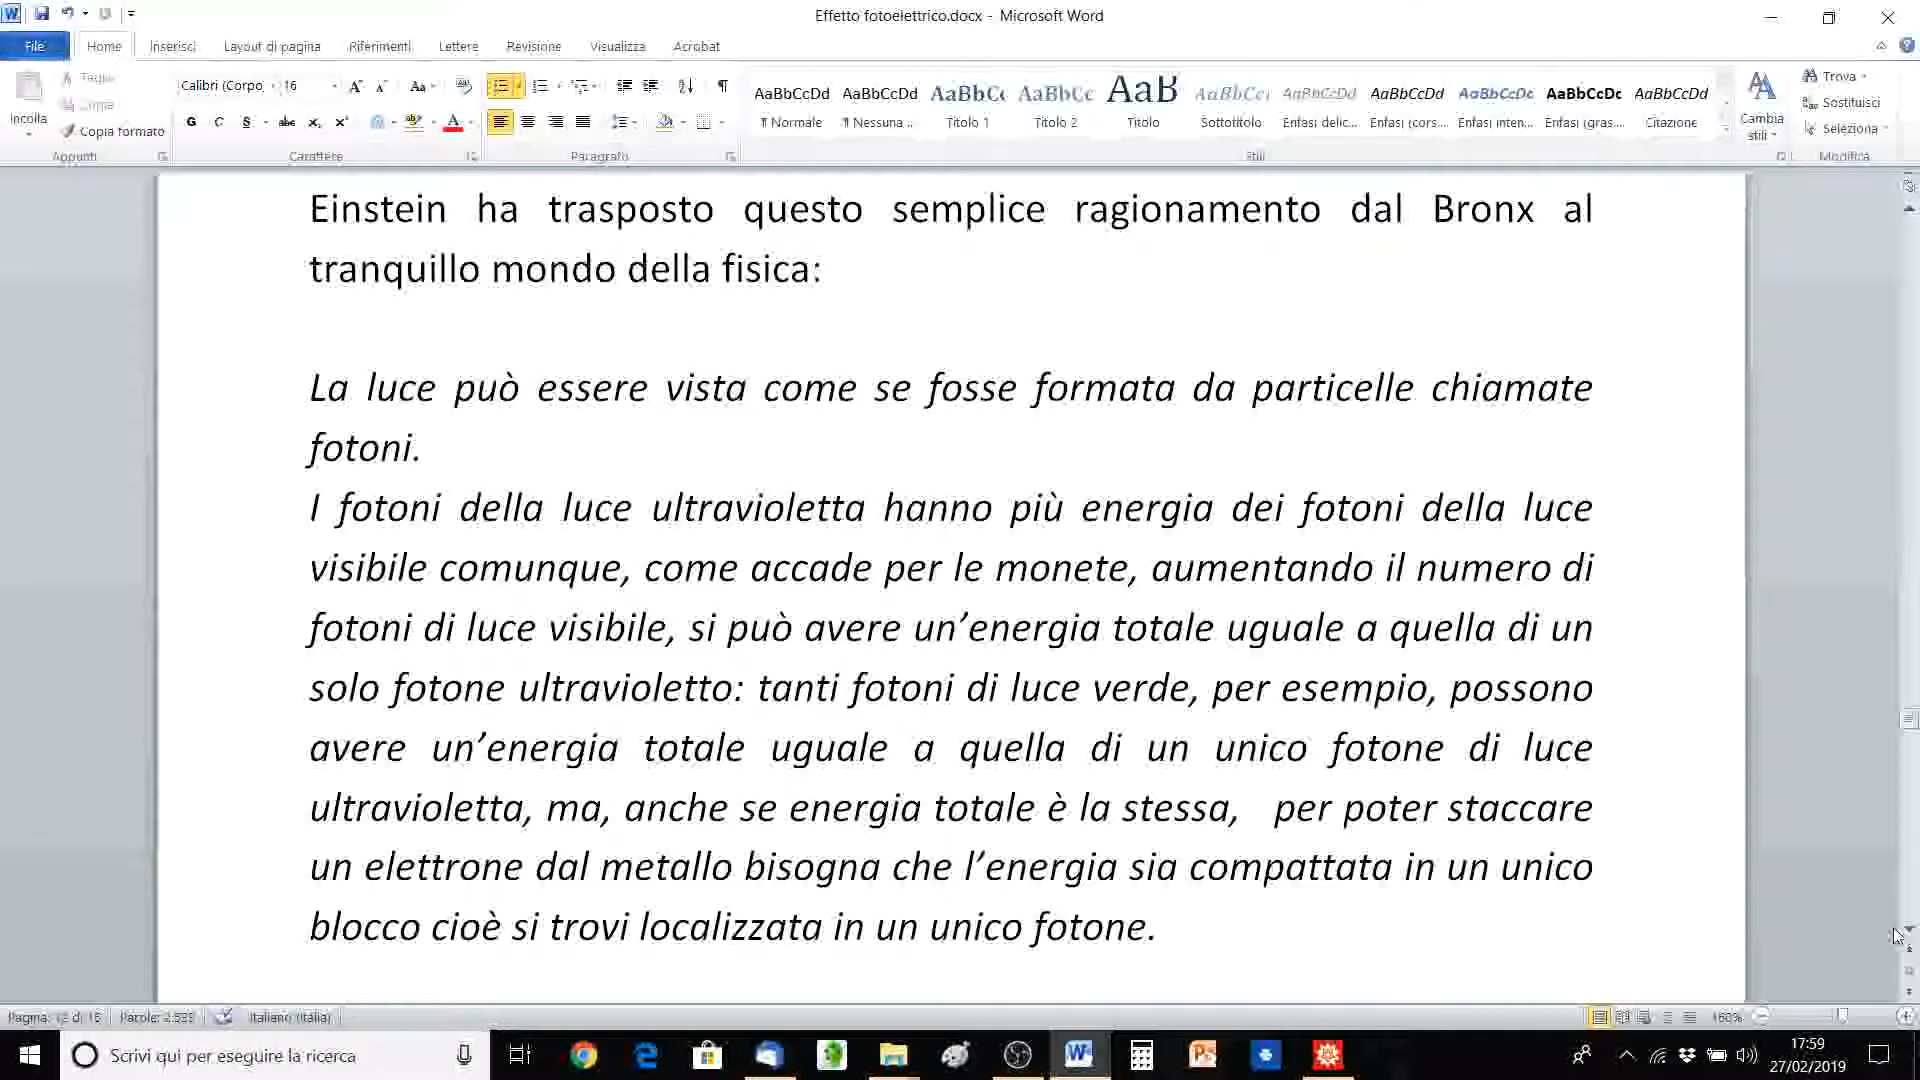 Effetto fotoelettrico.docx - Microsoft Word
File Home Inserisci Layout di pagina Riferimenti Lettere Revisione Visualizza Acrobat
Taglia
Copia
Copia formato
Incolla
Appunti
Calibri (Corpo 16
Carattere
Paragrafo
AaBbCcDd AaBbCcDd AaBbCc AaBbCc AaB AaBbCc AaBbCcDd AaBbCcDd AaBbCcDc AaBbCcDc AaBbCcDd
¶ Normale ¶ Nessuna ... Titolo 1 Titolo 2 Titolo Sottotitolo Enfasi delic... Enfasi (cors... Enfasi inten... Enfasi (gras... Citazione
Stili
Cambia stili
Trova
Sostituisci
Seleziona
Modifica
Einstein ha trasposto questo semplice ragionamento dal Bronx al
tranquillo mondo della fisica:
La luce può essere vista come se fosse formata da particelle chiamate
fotoni.
I fotoni della luce ultravioletta hanno più energia dei fotoni della luce
visibile comunque, come accade per le monete, aumentando il numero di
fotoni di luce visibile, si può avere un’energia totale uguale a quella di un
solo fotone ultravioletto: tanti fotoni di luce verde, per esempio, possono
avere un’energia totale uguale a quella di un unico fotone di luce
ultravioletta, ma, anche se energia totale è la stessa, per poter staccare
un elettrone dal metallo bisogna che l’energia sia compattata in un unico
blocco cioè si trovi localizzata in un unico fotone.
Pagina: di 16 Parole: Italiano (Italia) 160%
Scrivi qui per eseguire la ricerca
17:59
27/02/2019